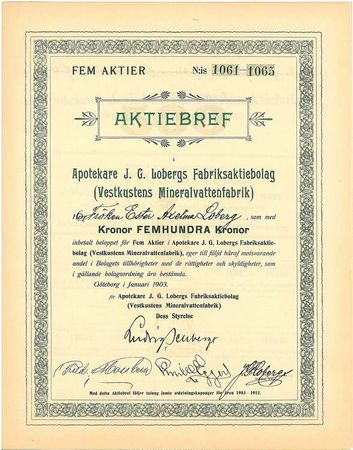 FEM AKTIER N:is 1061-1065
AKTIEBREF
i
Apotekare J. G. Lobergs Fabriksaktiebolag
(Vestkustens Mineralvattenfabrik)
Fröken Ester Axelina Loberg, som med
Kronor FEMHUNDRA Kronor
inbetalt beloppet för Fem Aktier i Apotekare J. G. Lobergs Fabriksaktie-
bolag (Vestkustens Mineralvattenfabrik), eger till följd häraf motsvarande
andel i Bolagets tillhörigheter med de rättigheter och skyldigheter, som
i gällande bolagsordning äro bestämda.
Göteborg i Januari 1903.
för Apotekare J. G. Lobergs Fabriksaktiebolag
(Vestkustens Mineralvattenfabrik)
Dess Styrelse
Med detta Aktiebref följer talong jemte utdelningskuponger för åren 1903-1912.